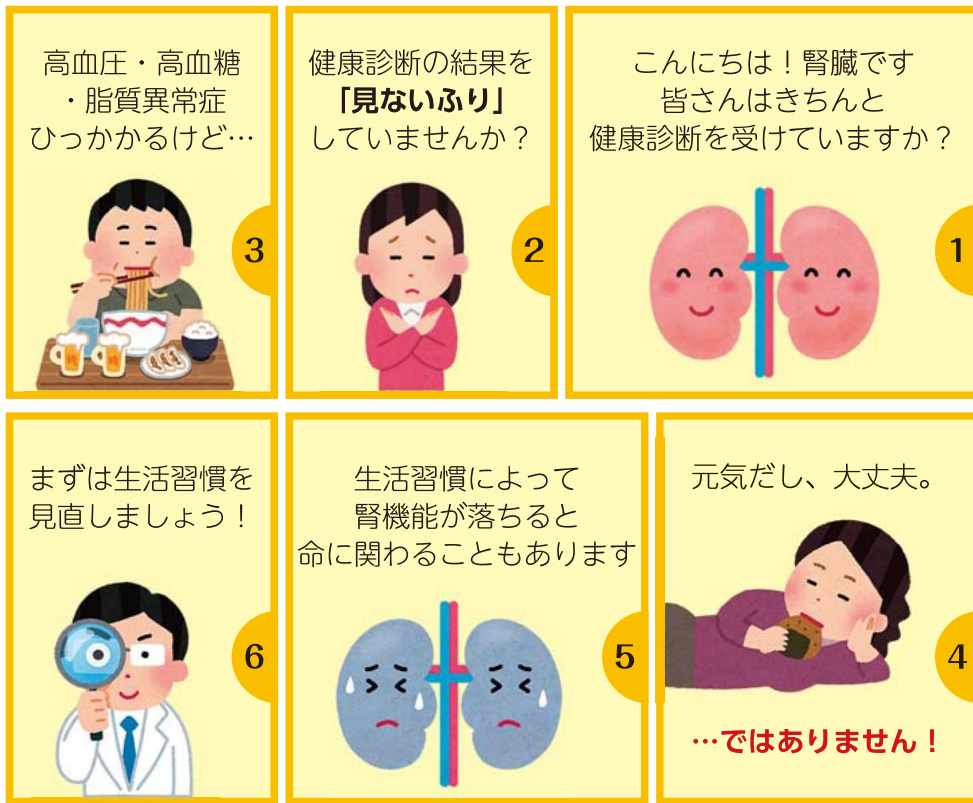 こんにちは！腎臓です
皆さんはきちんと
健康診断を受けていますか？
1
健康診断の結果を
「見ないふり」
していませんか？
2
高血圧・高血糖
・脂質異常症
ひっかかるけど…
3
元気だし、大丈夫。
…ではありません！
4
生活習慣によって
腎機能が落ちると
命に関わることもあります
5
まずは生活習慣を
見直しましょう！
6